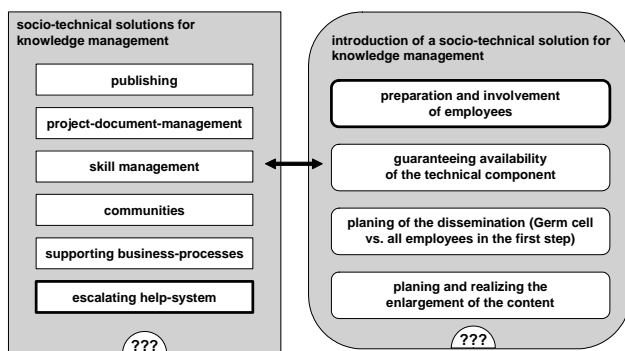 socio-technical solutions for
knowledge management
publishing
project-document-management
skill management
communities
supporting business-processes
escalating help-system
???
introduction of a socio-technical solution for
knowledge management
preparation and involvement
of employees
guaranteeing availability
of the technical component
planing of the dissemination (Germ cell
vs. all employees in the first step)
planing and realizing the
enlargement of the content
???